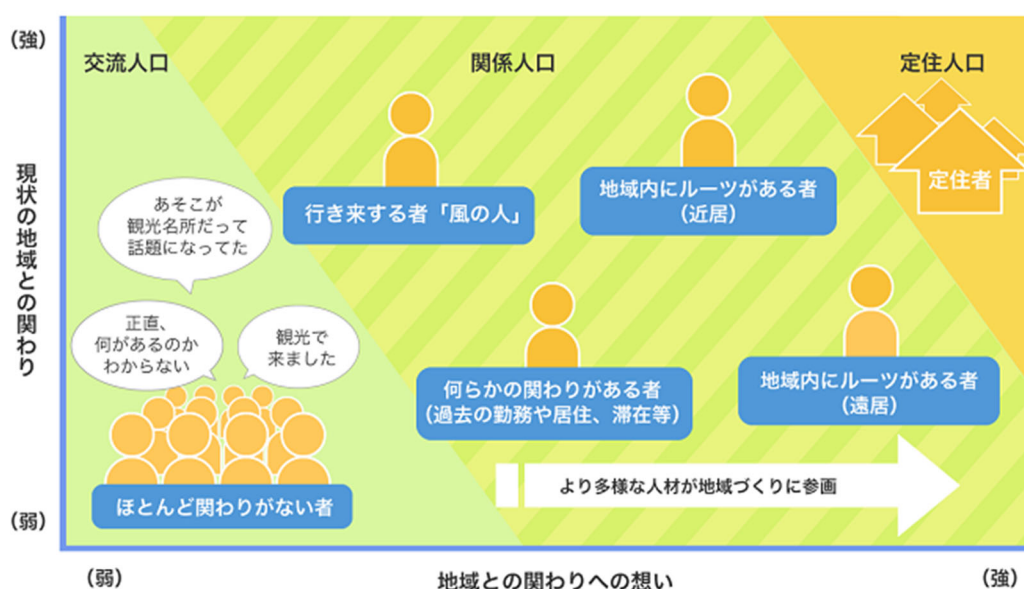 （強）
交流人口
関係人口
定住人口
現状の地域との関わり
定住者
行き来する者「風の人」
地域内にルーツがある者
（近居）
あそこが
観光名所だって
話題になってた
正直、
何があるのか
わからない
観光で
来ました
何らかの関わりがある者
（過去の勤務や居住、滞在等）
地域内にルーツがある者
（遠居）
より多様な人材が地域づくりに参画
ほとんど関わりがない者
（弱）
（弱）
地域との関わりへの想い
（強）